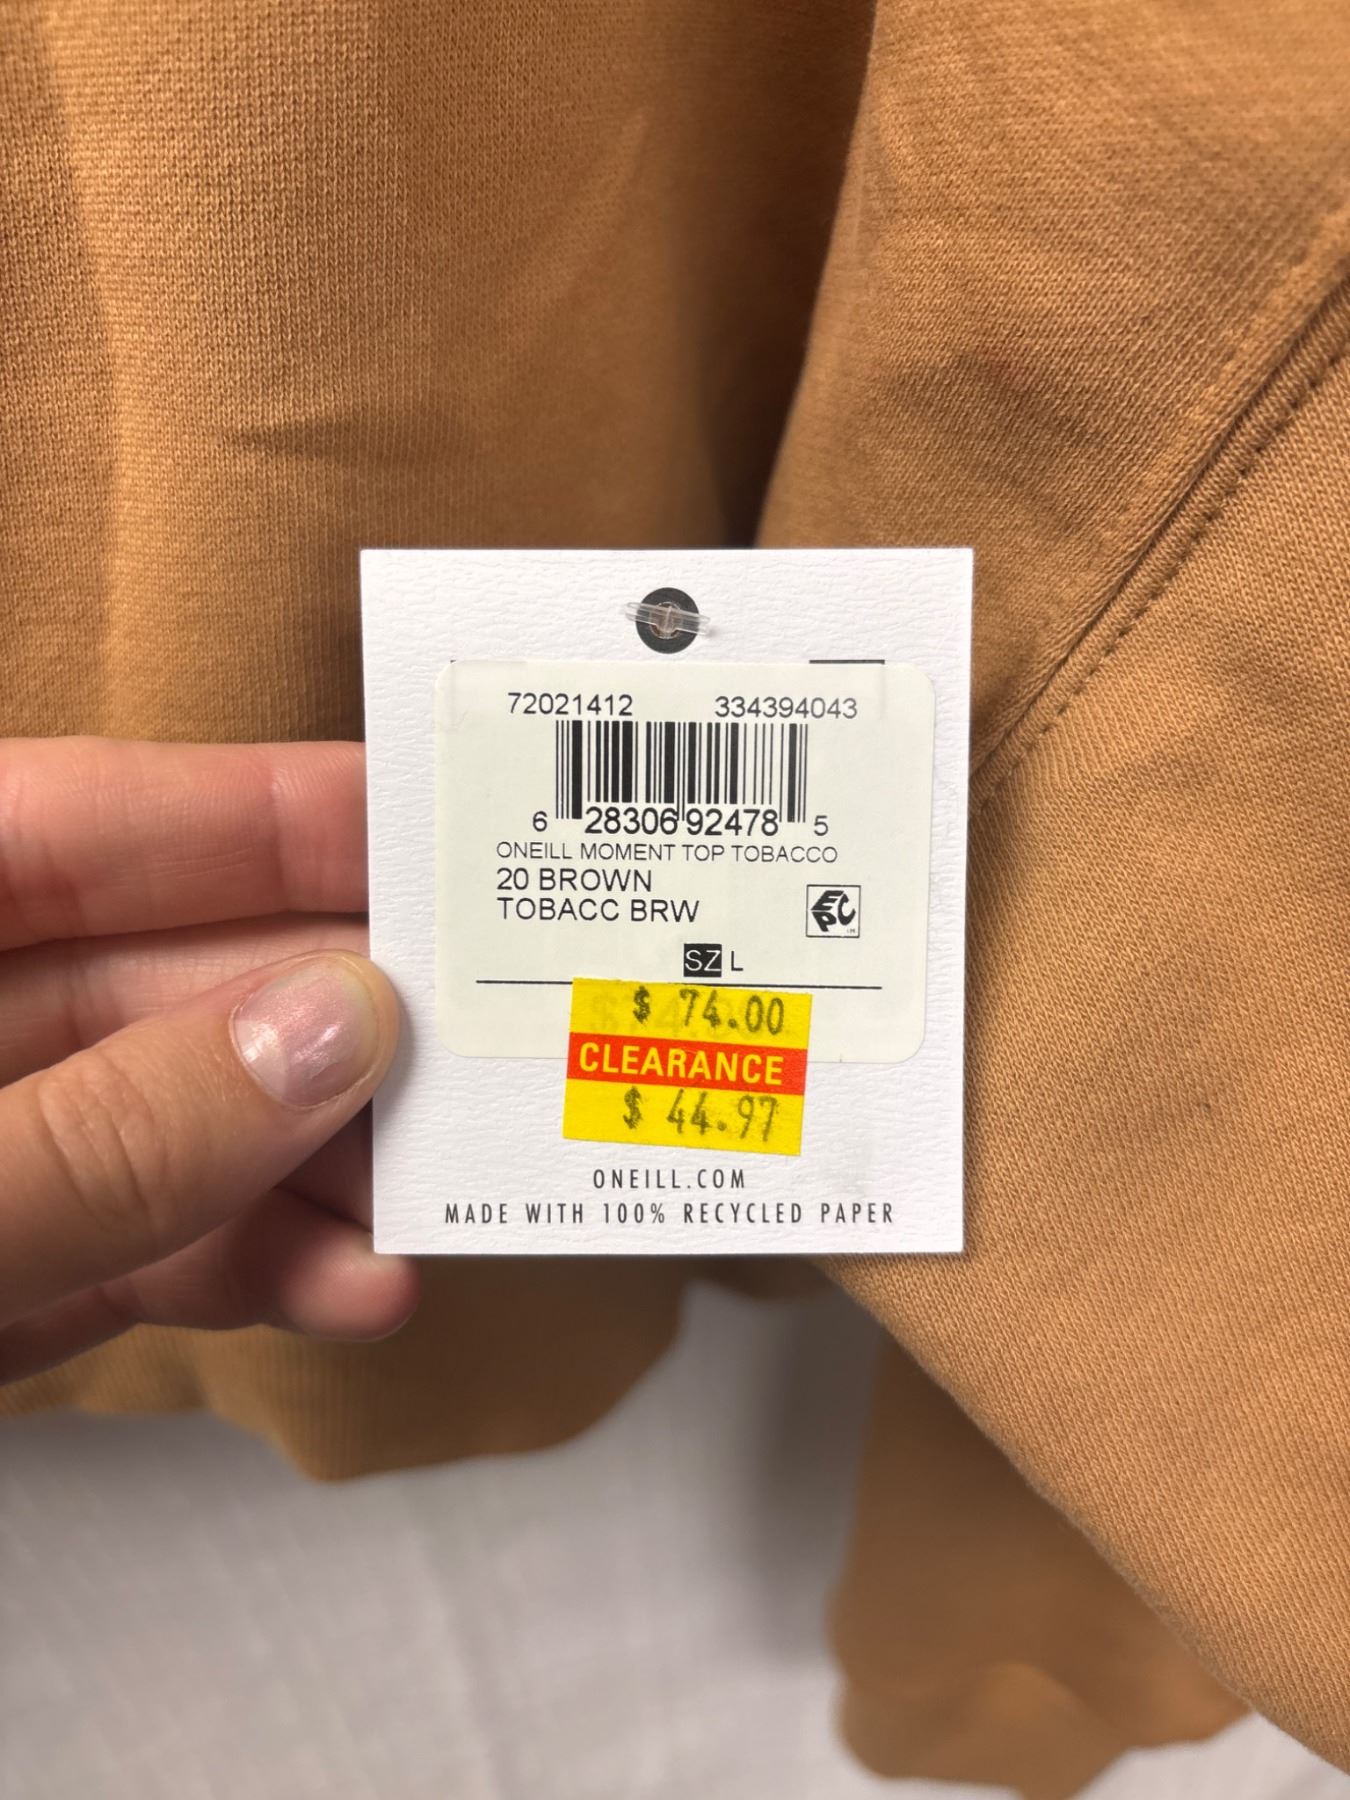 72021412 334394043
6 28306 92478 5
ONEILL MOMENT TOP TOBACCO
20 BROWN
TOBACC BRW
EPC
SZ L
$ 74.00
CLEARANCE
$ 44.97
ONEILL.COM
MADE WITH 100% RECYCLED PAPER